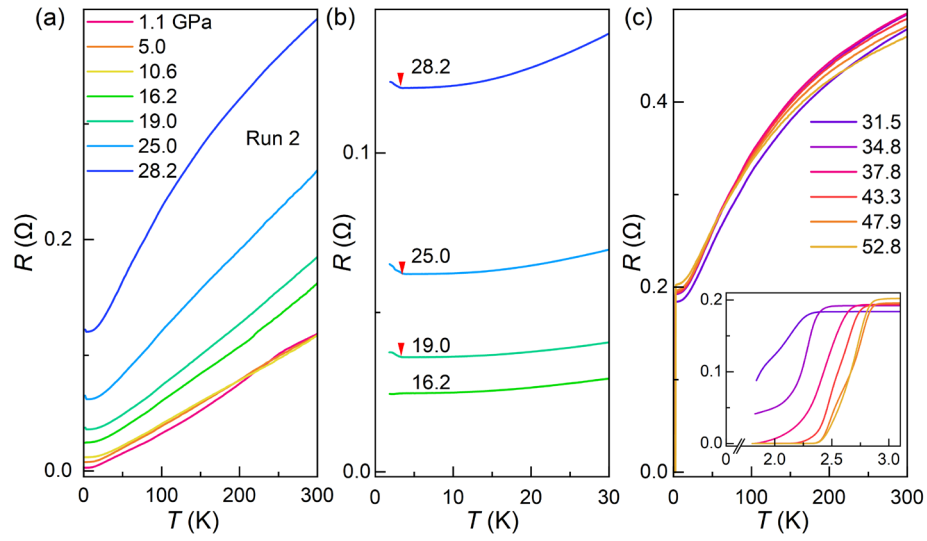 (a)
1.1 GPa
5.0
10.6
16.2
19.0
25.0
28.2
Run 2
0.2
0.0
R (Ω)
0 100 200 300
T (K)
(b)
28.2
25.0
19.0
16.2
0.1
0.0
R (Ω)
0 10 20 30
T (K)
(c)
31.5
34.8
37.8
43.3
47.9
52.8
0.4
0.2
0.0
R (Ω)
0.2
0.1
0.0
0 2.0 2.5 3.0
0 100 200 300
T (K)